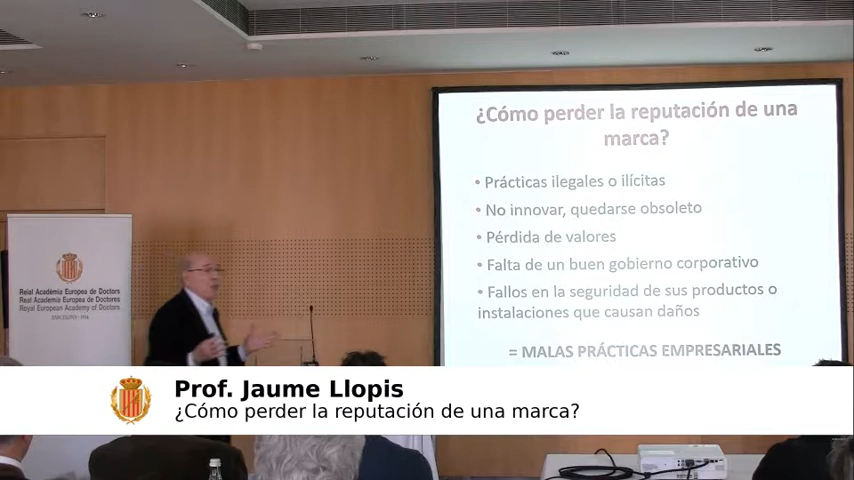 ¿Cómo perder la reputación de una
marca?
• Prácticas ilegales o ilícitas
• No innovar, quedarse obsoleto
• Pérdida de valores
• Falta de un buen gobierno corporativo
• Fallos en la seguridad de sus productos o
instalaciones que causan daños
= MALAS PRÁCTICAS EMPRESARIALES
Reial Acadèmia Europea de Doctors
Real Academia Europea de Doctores
Royal European Academy of Doctors
Prof. Jaume Llopis
¿Cómo perder la reputación de una marca?